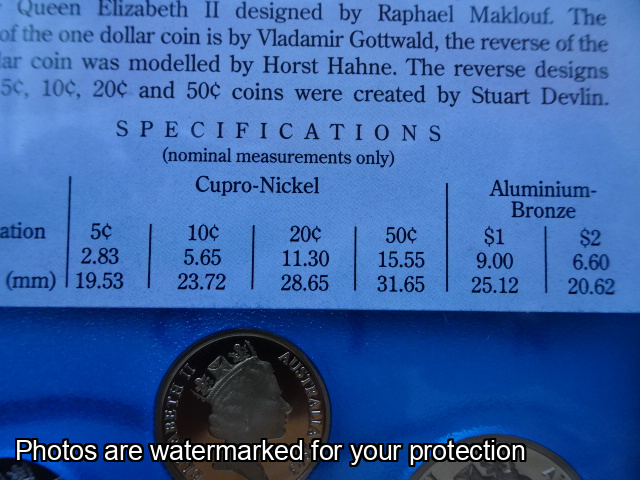 Queen Elizabeth II designed by Raphael Maklouf. The
of the one dollar coin is by Vladamir Gottwald, the reverse of the
lar coin was modelled by Horst Hahne. The reverse designs
5¢, 10¢, 20¢ and 50¢ coins were created by Stuart Devlin.
SPECIFICATIONS
(nominal measurements only)
Cupro-Nickel Aluminium-
Bronze
ation 5¢ 10¢ 20¢ 50¢ $1 $2
2.83 5.65 11.30 15.55 9.00 6.60
(mm) 19.53 23.72 28.65 31.65 25.12 20.62
ELIZABETH II AUSTRALIA
Photos are watermarked for your protection